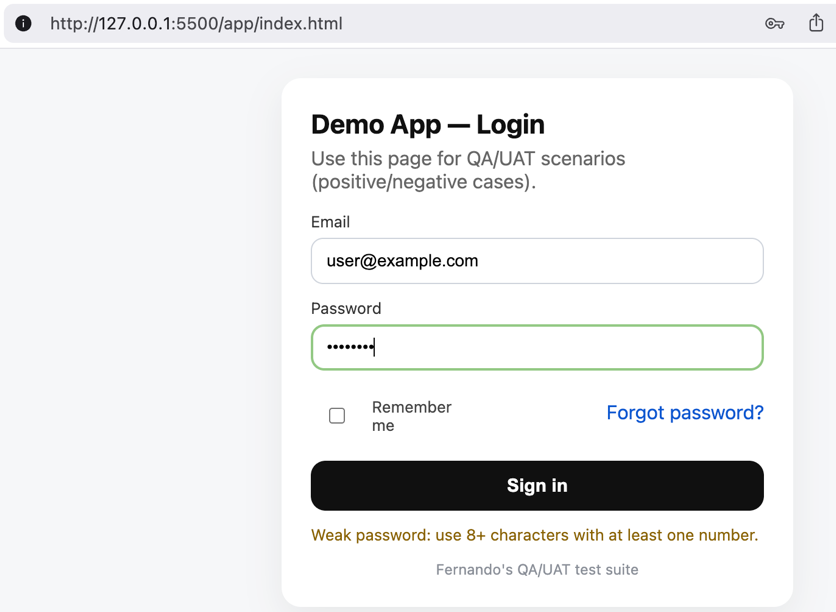 http://127.0.0.1:5500/app/index.html
Demo App — Login
Use this page for QA/UAT scenarios
(positive/negative cases).
Email
user@example.com
Password
••••••••
Remember
me
Forgot password?
Sign in
Weak password: use 8+ characters with at least one number.
Fernando's QA/UAT test suite